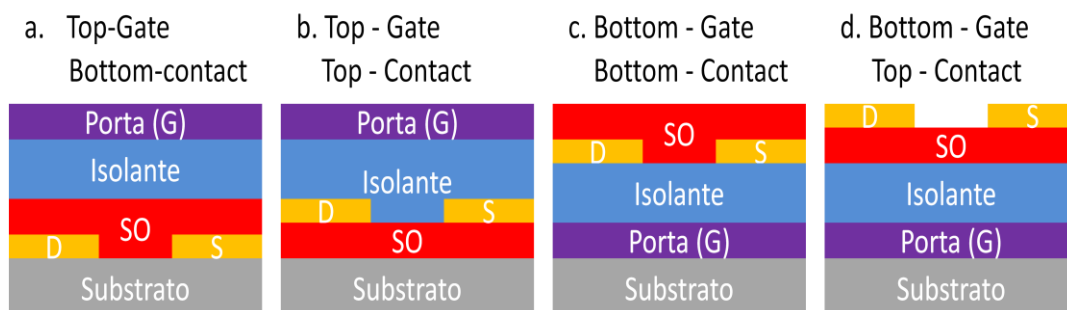 a. Top-Gate
Bottom-contact
Porta (G)
Isolante
SO
D
S
Substrato
b. Top - Gate
Top - Contact
Porta (G)
Isolante
D
S
SO
Substrato
c. Bottom - Gate
Bottom - Contact
SO
D
S
Isolante
Porta (G)
Substrato
d. Bottom - Gate
Top - Contact
D
S
SO
Isolante
Porta (G)
Substrato